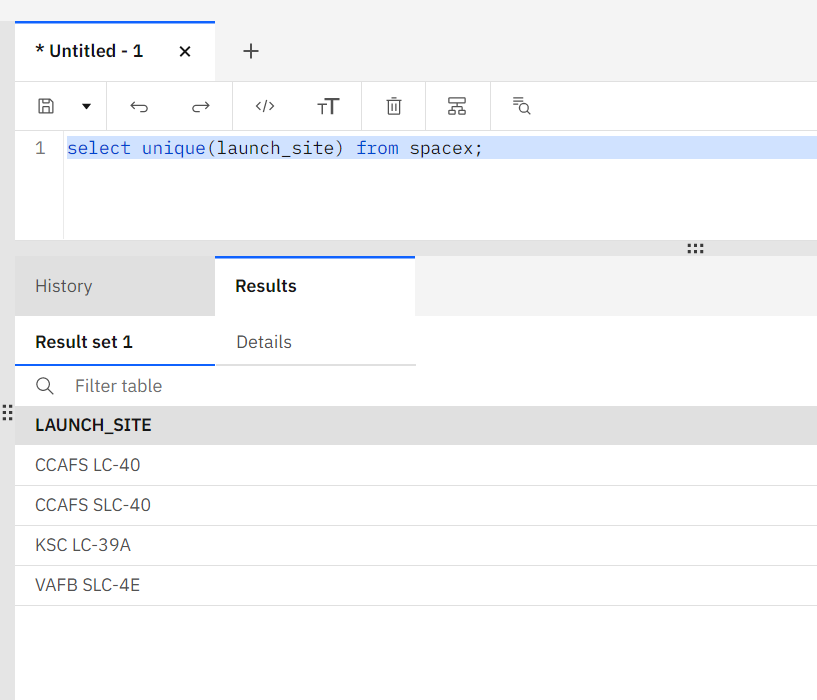 * Untitled - 1
1 select unique(launch_site) from spacex;
History Results
Result set 1 Details
Filter table
LAUNCH_SITE
CCAFS LC-40
CCAFS SLC-40
KSC LC-39A
VAFB SLC-4E